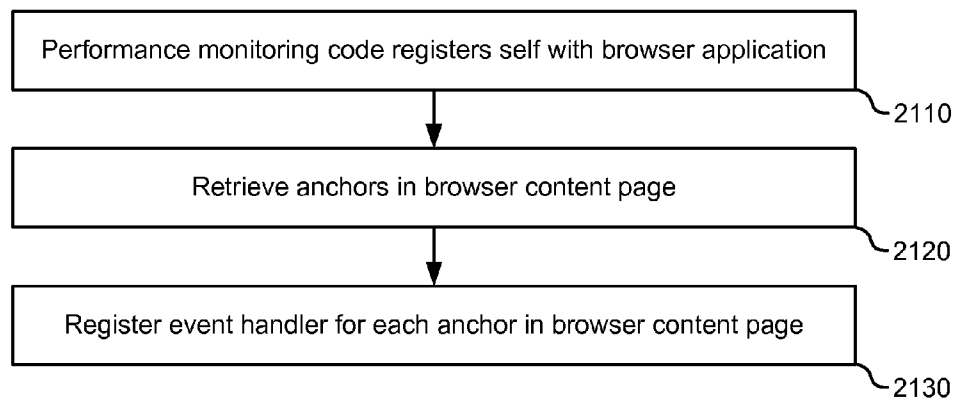 Performance monitoring code registers self with browser application
2110
Retrieve anchors in browser content page
2120
Register event handler for each anchor in browser content page
2130